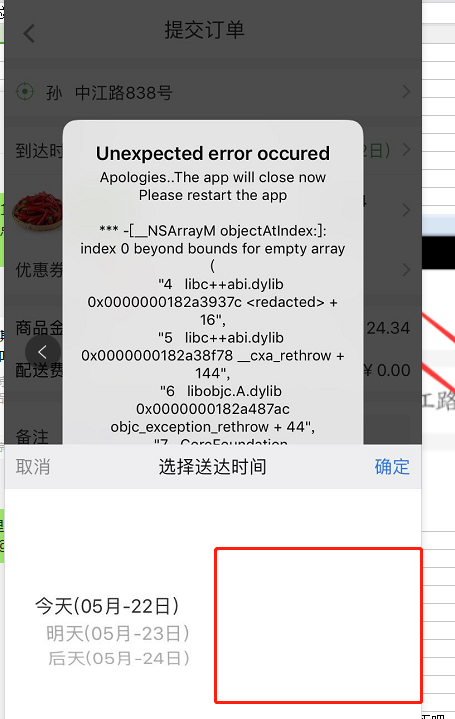 提交订单
孙 中江路838号
到达时
2日)
Unexpected error occured
Apologies..The app will close now
Please restart the app
*** -[__NSArrayM objectAtIndex:]:
index 0 beyond bounds for empty array
(
"4 libc++abi.dylib
0x0000000182a3937c <redacted> +
16",
"5 libc++abi.dylib
0x0000000182a38f78 __cxa_rethrow +
144",
"6 libobjc.A.dylib
0x0000000182a487ac
objc_exception_rethrow + 44",
"7 CoreFoundation
优惠券
商品金
24.34
配送费
¥ 0.00
备注
取消
选择送达时间
确定
今天(05月-22日)
明天(05月-23日)
后天(05月-24日)
江路